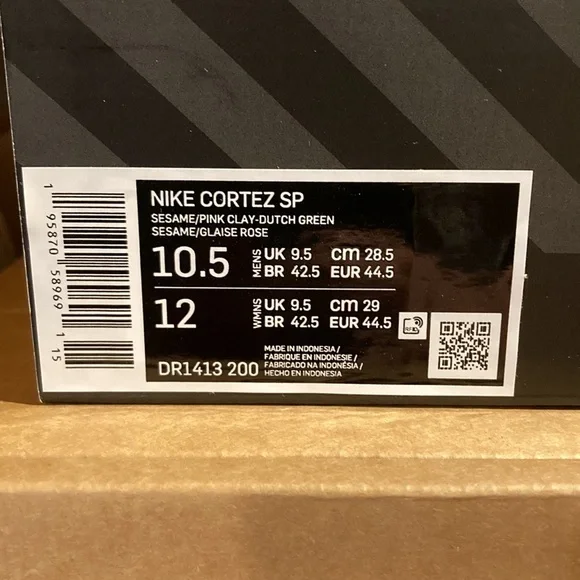 NIKE CORTEZ SP
SESAME/PINK CLAY-DUTCH GREEN
SESAME/GLAISE ROSE
10.5 MENS UK 9.5 CM 28.5
BR 42.5 EUR 44.5
12 WMNS UK 9.5 CM 29
BR 42.5 EUR 44.5
DR1413 200
MADE IN INDONESIA /
FABRIQUE EN INDONESIE /
FABRICADO NA INDONÉSIA /
HECHO EN INDONESIA
1 95870 58969 1 15